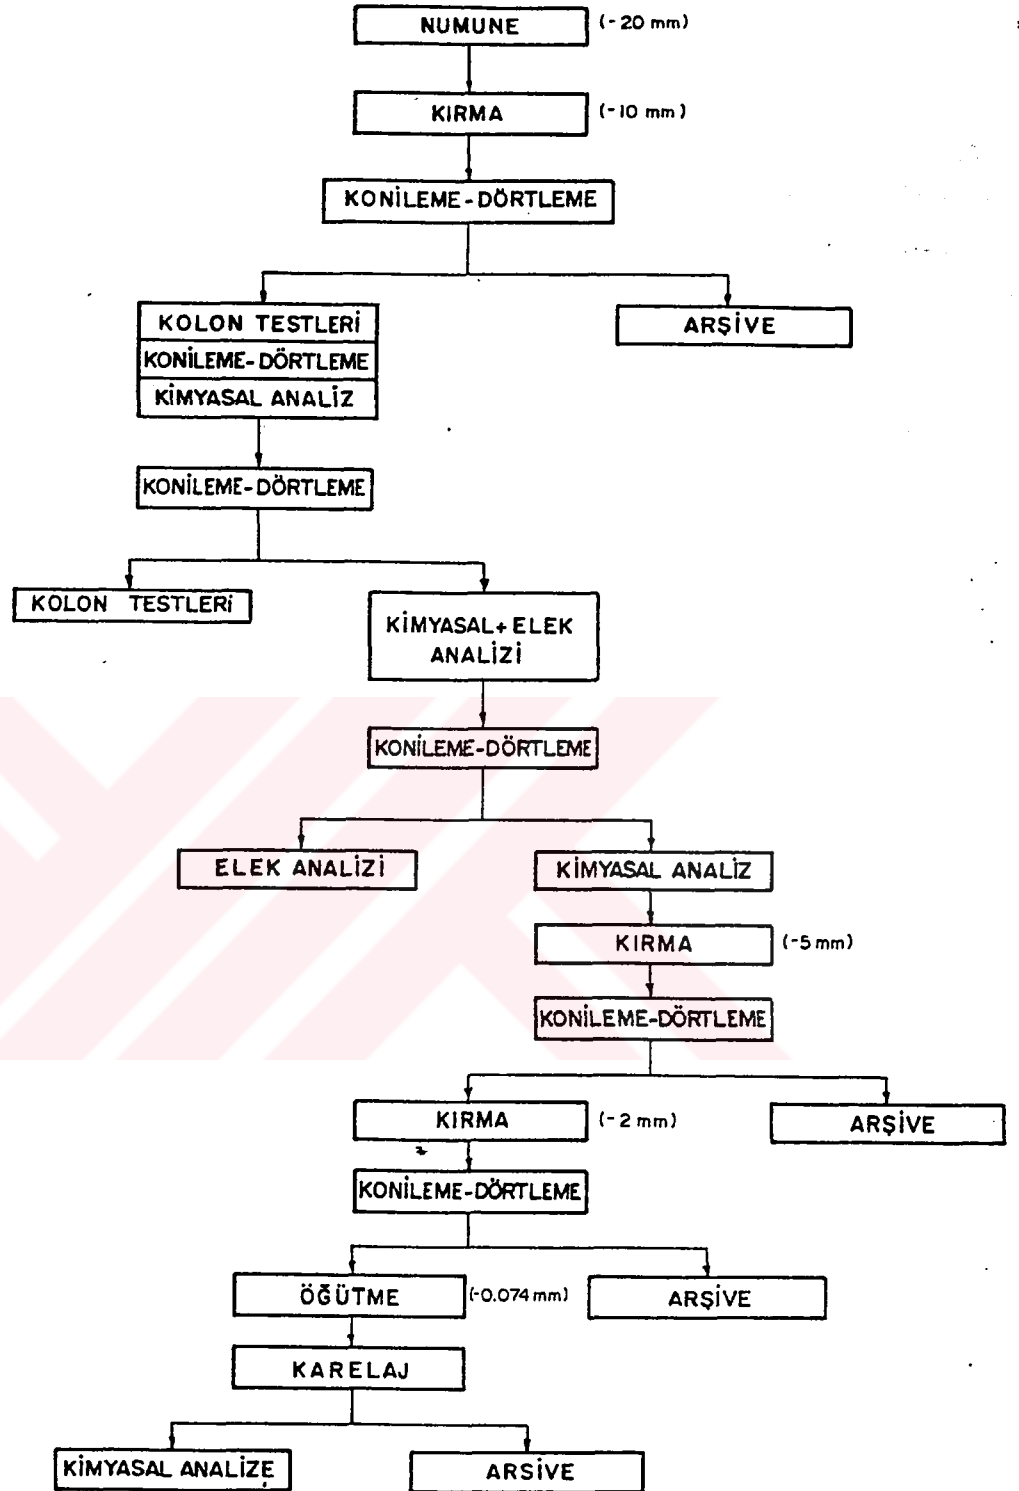 NUMUNE (-20 mm)
KIRMA (-10 mm)
KONİLEME-DÖRTLEME
KOLON TESTLERİ
KONİLEME-DÖRTLEME
KİMYASAL ANALİZ
ARŞİVE
KONİLEME-DÖRTLEME
KOLON TESTLERİ
KİMYASAL+ELEK
ANALİZİ
KONİLEME-DÖRTLEME
ELEK ANALİZİ
KİMYASAL ANALİZ
KIRMA (-5 mm)
KONİLEME-DÖRTLEME
KIRMA (-2 mm)
ARŞİVE
KONİLEME-DÖRTLEME
ÖĞÜTME (-0.074 mm)
ARŞİVE
KARELAJ
KİMYASAL ANALİZE
ARSİVE